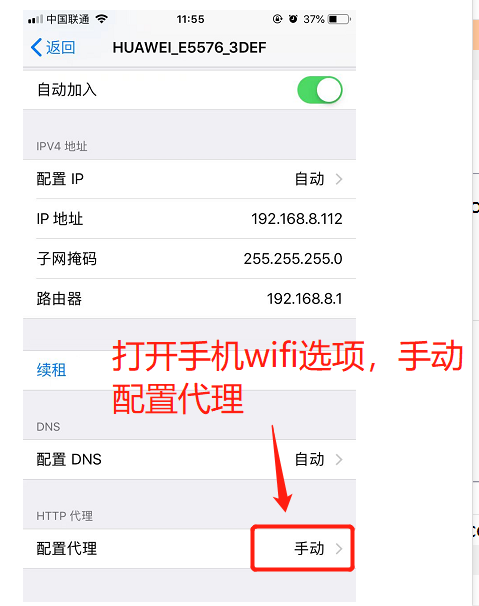 中国联通 11:55 37%
返回 HUAWEI_E5576_3DEF
自动加入
IPV4 地址
配置 IP 自动
IP 地址 192.168.8.112
子网掩码 255.255.255.0
路由器 192.168.8.1
打开手机wifi选项，手动
配置代理
续租
DNS
配置 DNS 自动
HTTP 代理
配置代理 手动